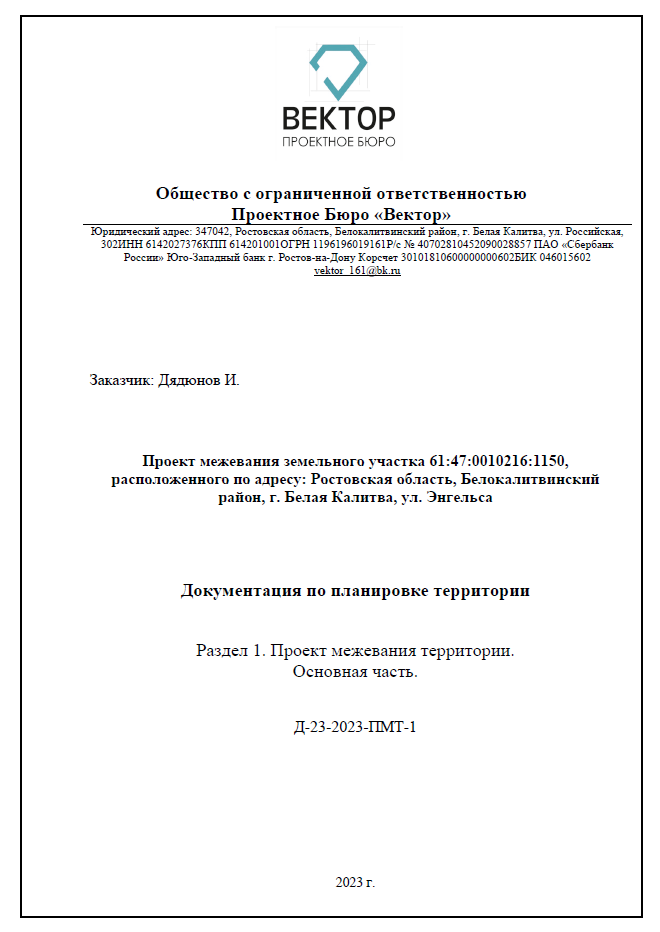 ВЕКТОР
ПРОЕКТНОЕ БЮРО
Общество с ограниченной ответственностью
Проектное Бюро «Вектор»
Юридический адрес: 347042, Ростовская область, Белокалитвинский район, г. Белая Калитва, ул. Российская,
302ИНН 6142027376КПП 614201001ОГРН 1196196019161Р/с № 40702810452090028857 ПАО «Сбербанк
России» Юго-Западный банк г. Ростов-на-Дону Корсчет 30101810600000000602БИК 046015602
vektor_161@bk.ru
Заказчик: Дядюнов И.
Проект межевания земельного участка 61:47:0010216:1150,
расположенного по адресу: Ростовская область, Белокалитвинский
район, г. Белая Калитва, ул. Энгельса
Документация по планировке территории
Раздел 1. Проект межевания территории.
Основная часть.
Д-23-2023-ПМТ-1
2023 г.